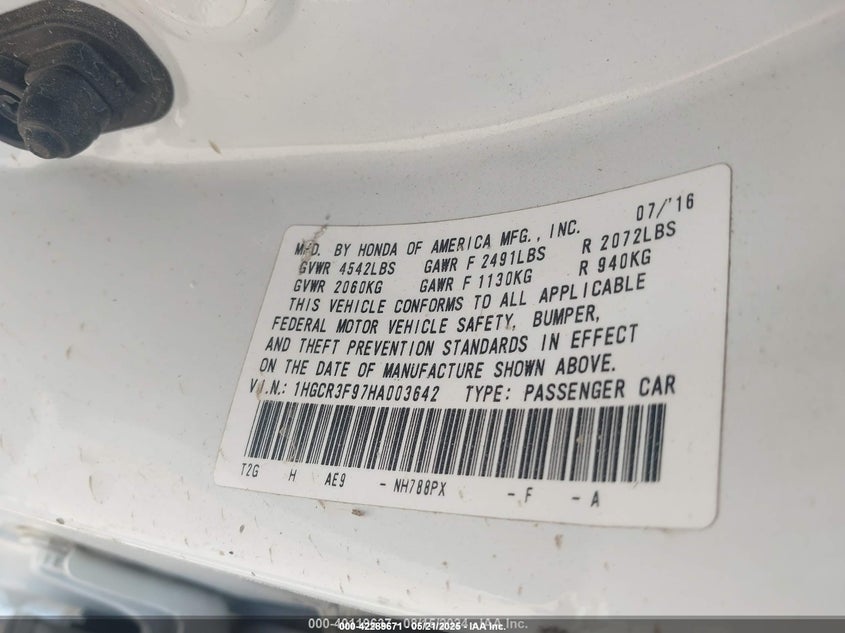 07/'16
MFD. BY HONDA OF AMERICA MFG., INC.
GVWR 4542LBS GAWR F 2491LBS R 2072LBS
GVWR 2060KG GAWR F 1130KG R 940KG
THIS VEHICLE CONFORMS TO ALL APPLICABLE
FEDERAL MOTOR VEHICLE SAFETY, BUMPER,
AND THEFT PREVENTION STANDARDS IN EFFECT
ON THE DATE OF MANUFACTURE SHOWN ABOVE.
V.I.N.: 1HGCR3F97HA003642 TYPE: PASSENGER CAR
T2G H AE9 - NH788PX - F - A
000-42269671 - 05/21/2025 - IAA Inc.